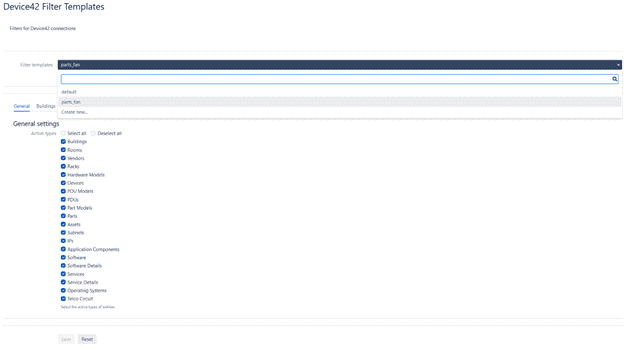 Device42 Filter Templates
Filters for Device42 connections
Filter templates: parts_fan
default
parts_fan
Create new...
General Buildings
General settings
Active types Select all Deselect all
Buildings
Rooms
Vendors
Racks
Hardware Models
Devices
PDU Models
PDUs
Part Models
Parts
Assets
Subnets
IPs
Application Components
Software
Software Details
Services
Service Details
Operating Systems
Telco Circuit
Select the active types of entities
Save Reset